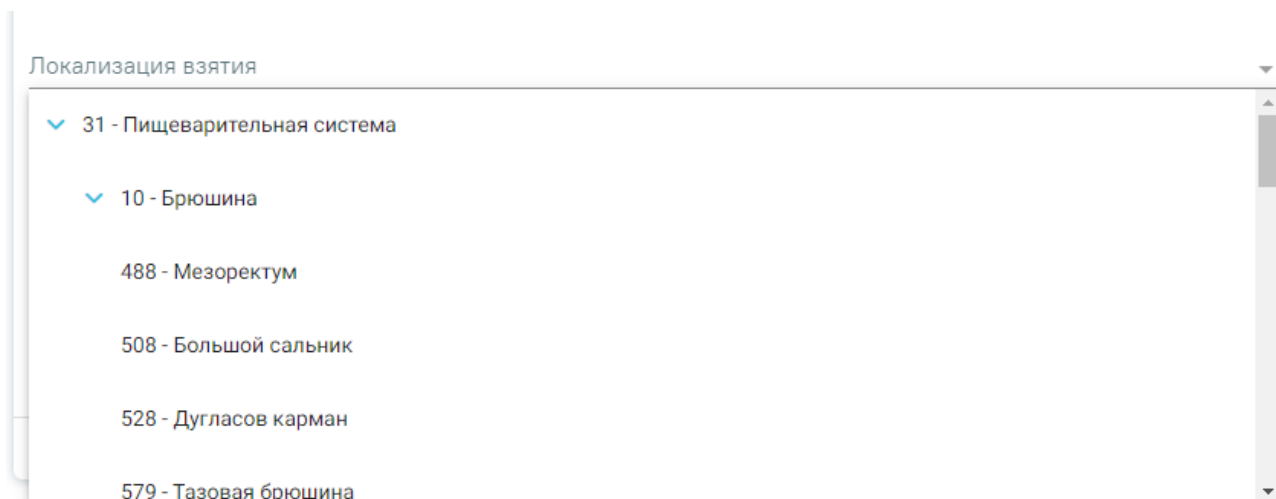 Локализация взятия
31 - Пищеварительная система
10 - Брюшина
488 - Мезоректум
508 - Большой сальник
528 - Дугласов карман
579 - Тазовая брюшина